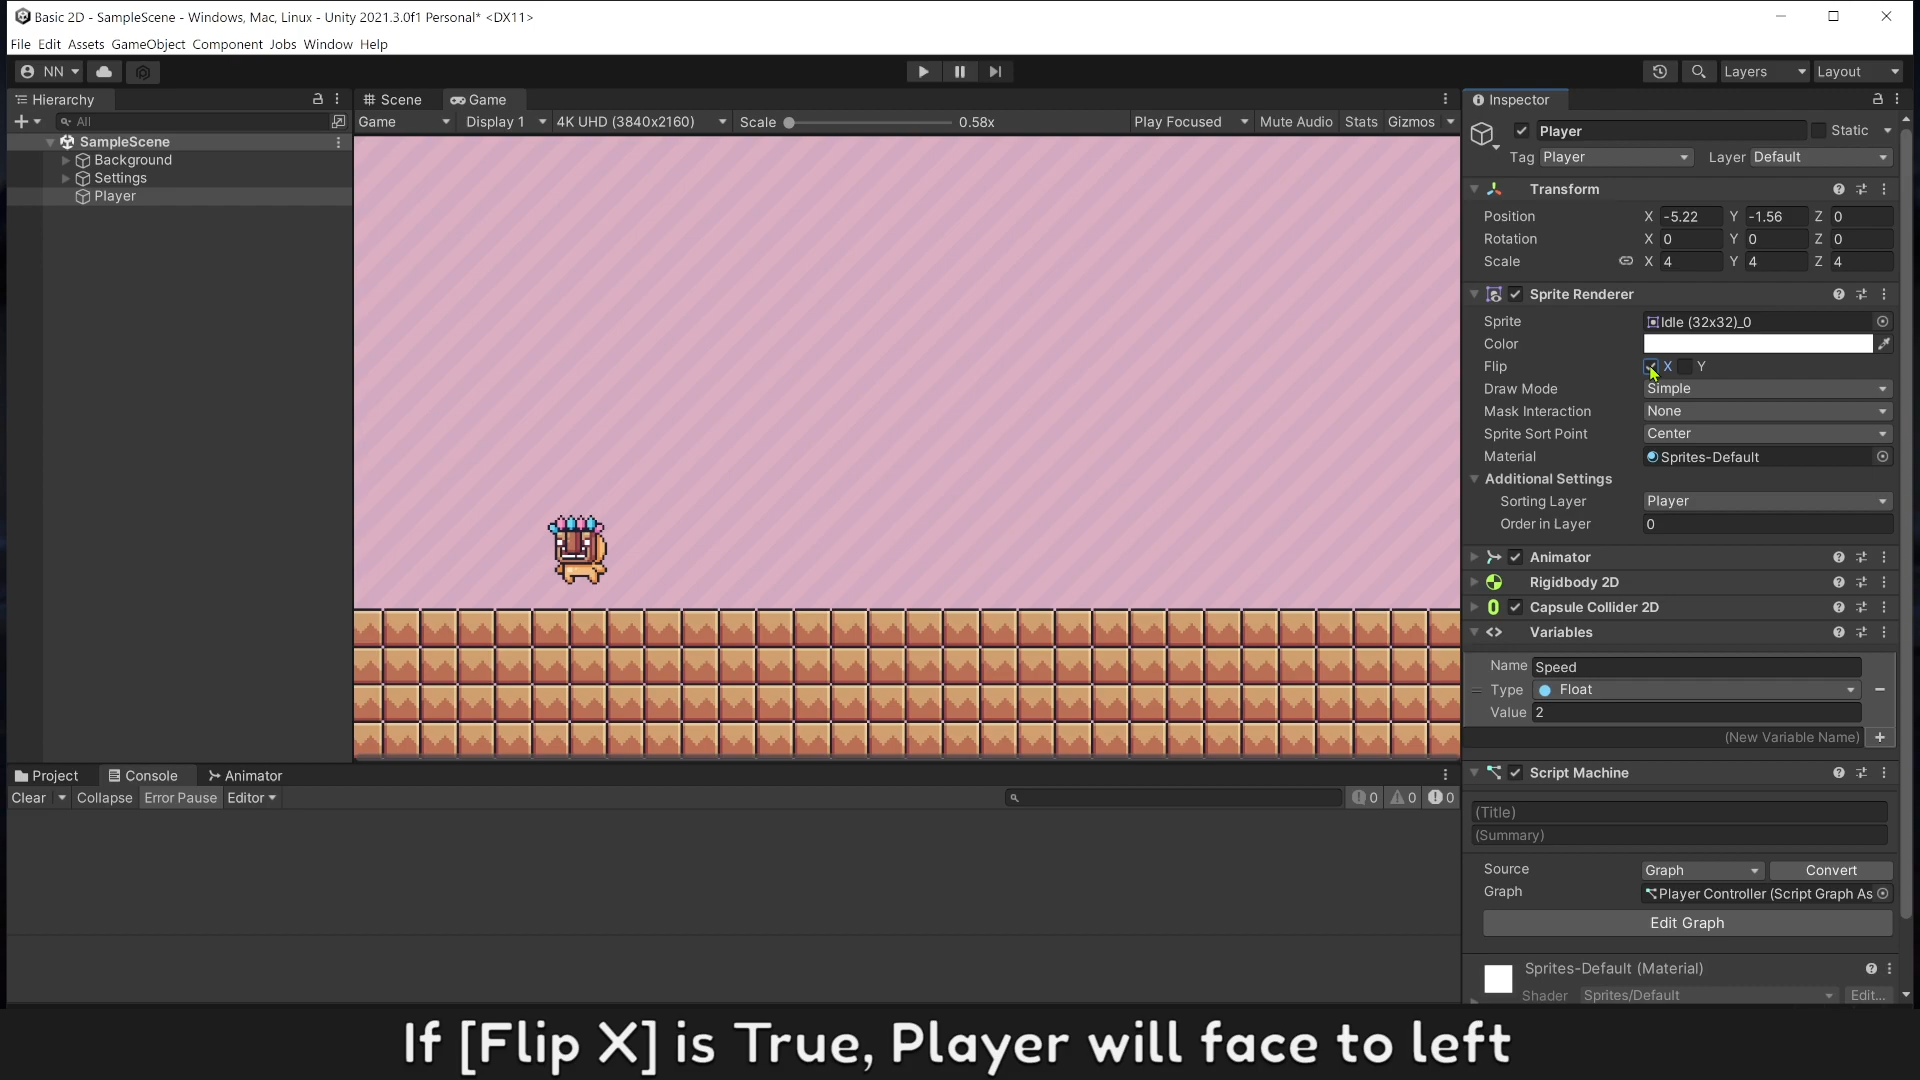 Basic 2D - SampleScene - Windows, Mac, Linux - Unity 2021.3.0f1 Personal* <DX11>
File Edit Assets GameObject Component Jobs Window Help
NN Layers Layout
Hierarchy
All
SampleScene
Background
Settings
Player
Scene Game
Game Display 1 4K UHD (3840x2160) Scale 0.58x Play Focused Mute Audio Stats Gizmos
Inspector
Player Static
Tag Player Layer Default
Transform
Position X -5.22 Y -1.56 Z 0
Rotation X 0 Y 0 Z 0
Scale X 4 Y 4 Z 4
Sprite Renderer
Sprite Idle (32x32)_0
Color
Flip X Y
Draw Mode Simple
Mask Interaction None
Sprite Sort Point Center
Material Sprites-Default
Additional Settings
Sorting Layer Player
Order in Layer 0
Animator
Rigidbody 2D
Capsule Collider 2D
Variables
Name Speed
Type Float
Value 2
(New Variable Name)
Script Machine
(Title)
(Summary)
Source Graph Convert
Graph Player Controller (Script Graph As
Edit Graph
Sprites-Default (Material)
Shader Sprites/Default Edit...
Project Console Animator
Clear Collapse Error Pause Editor 0 0 0
If [Flip X] is True, Player will face to left